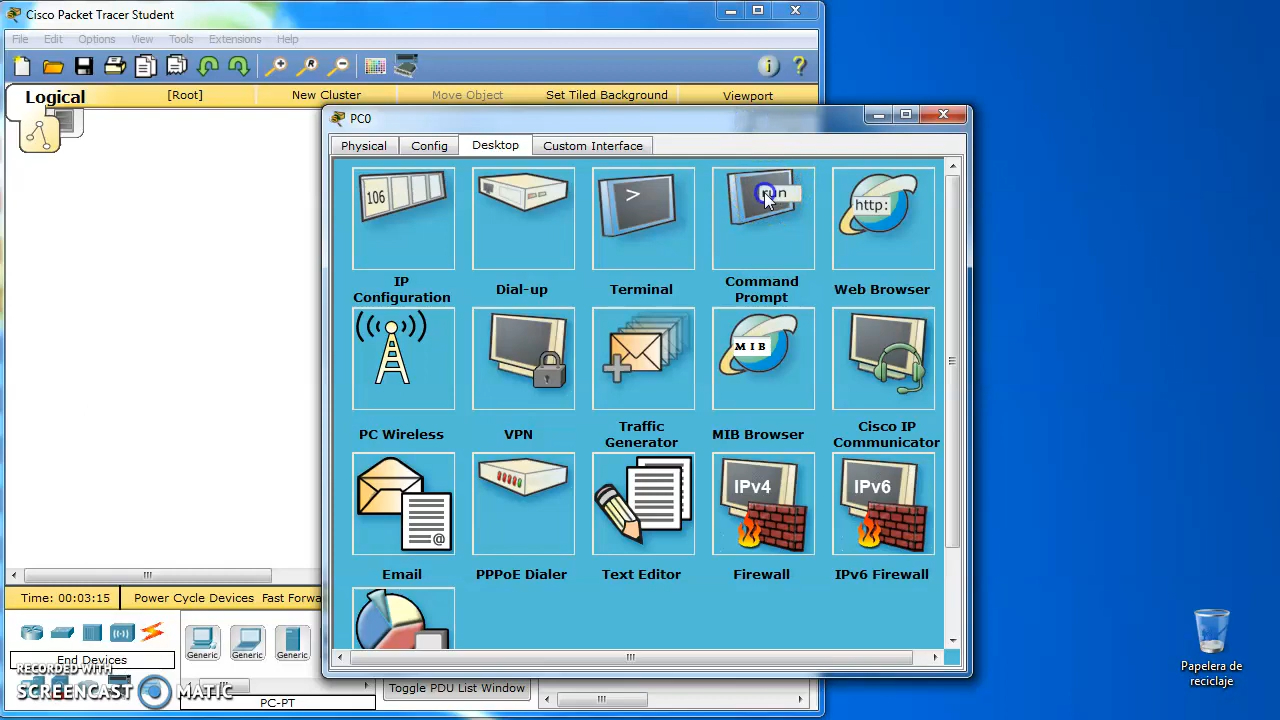 Cisco Packet Tracer Student
File Edit Options View Tools Extensions Help
Logical
[Root]
New Cluster
Move Object
Set Tiled Background
Viewport
PC0
Physical
Config
Desktop
Custom Interface
106
>
run
http:
IP
Configuration
Dial-up
Terminal
Command
Prompt
Web Browser
MIB
PC Wireless
VPN
Traffic
Generator
MIB Browser
Cisco IP
Communicator
@
IPv4
IPv6
Email
PPPoE Dialer
Text Editor
Firewall
IPv6 Firewall
Time: 00:03:15
Power Cycle Devices Fast Forwa
Generic
Generic
Generic
End Devices
RECORDED WITH
SCREENCAST MATIC
PC-PT
Toggle PDU List Window
Papelera de
reciclaje